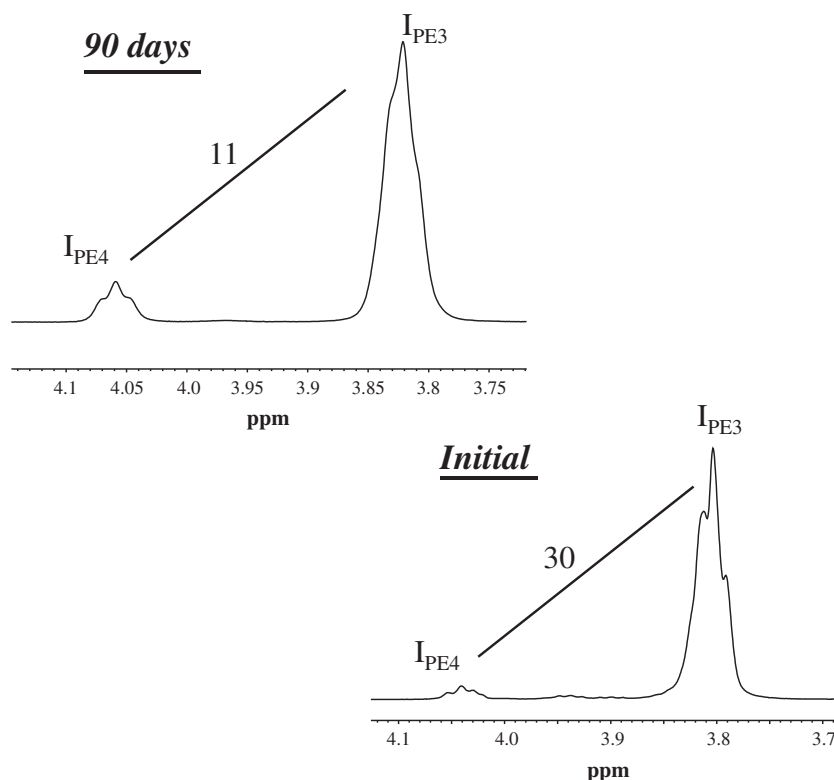 90 days
I_PE3
11
I_PE4
4.1 4.05 4.0 3.95 3.9 3.85 3.8 3.75
ppm
Initial
I_PE3
30
I_PE4
4.1 4.0 3.9 3.8 3.7
ppm